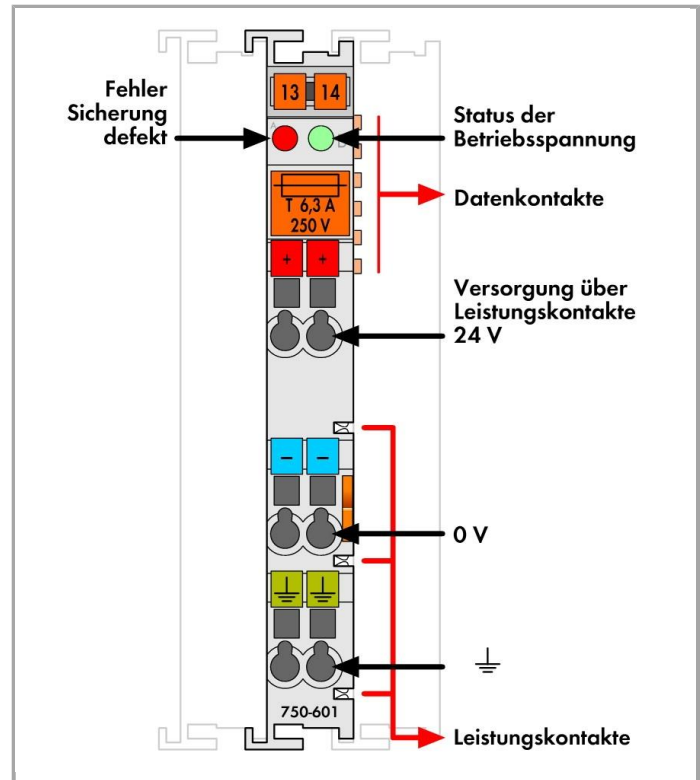 13 14
Fehler
Sicherung
defekt
A
Status der
Betriebsspannung
Datenkontakte
T 6,3 A
250 V
+ +
Versorgung über
Leistungskontakte
24 V
– –
0 V
750-601
Leistungskontakte